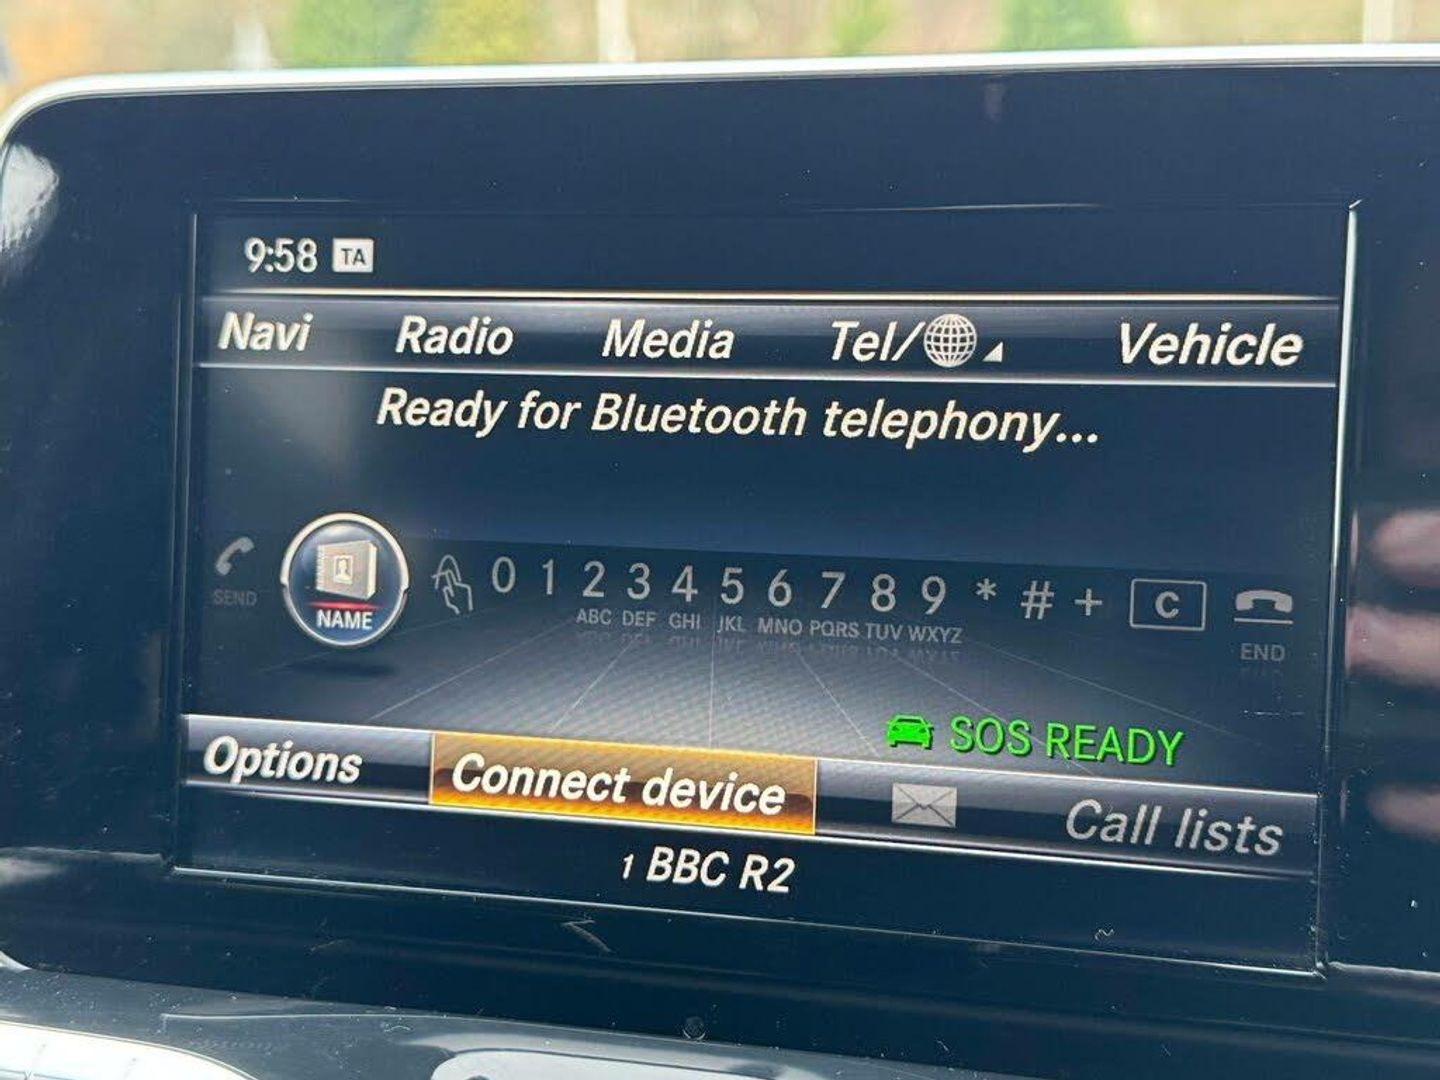 9:58 TA
Navi Radio Media Tel/ Vehicle
Ready for Bluetooth telephony...
SEND NAME 0 1 2 3 4 5 6 7 8 9 * # + C END
ABC DEF GHI JKL MNO PQRS TUV WXYZ
SOS READY
Options Connect device Call lists
1 BBC R2